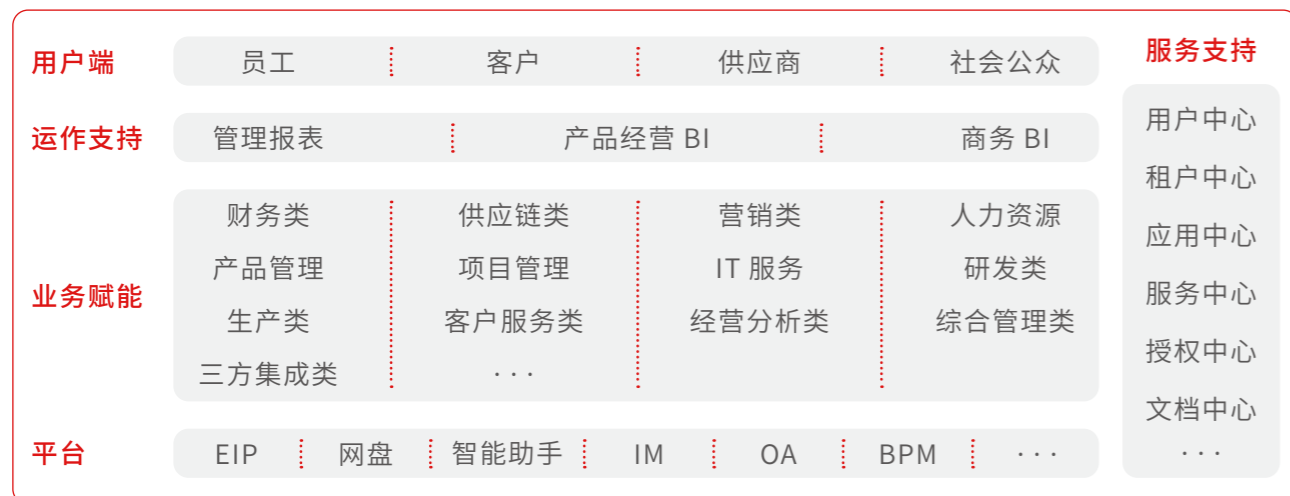 用户端
员工 客户 供应商 社会公众
运作支持
管理报表 产品经营 BI 商务 BI
业务赋能
财务类 供应链类 营销类 人力资源
产品管理 项目管理 IT 服务 研发类
生产类 客户服务类 经营分析类 综合管理类
三方集成类 ···
平台
EIP 网盘 智能助手 IM OA BPM ···
服务支持
用户中心
租户中心
应用中心
服务中心
授权中心
文档中心
···